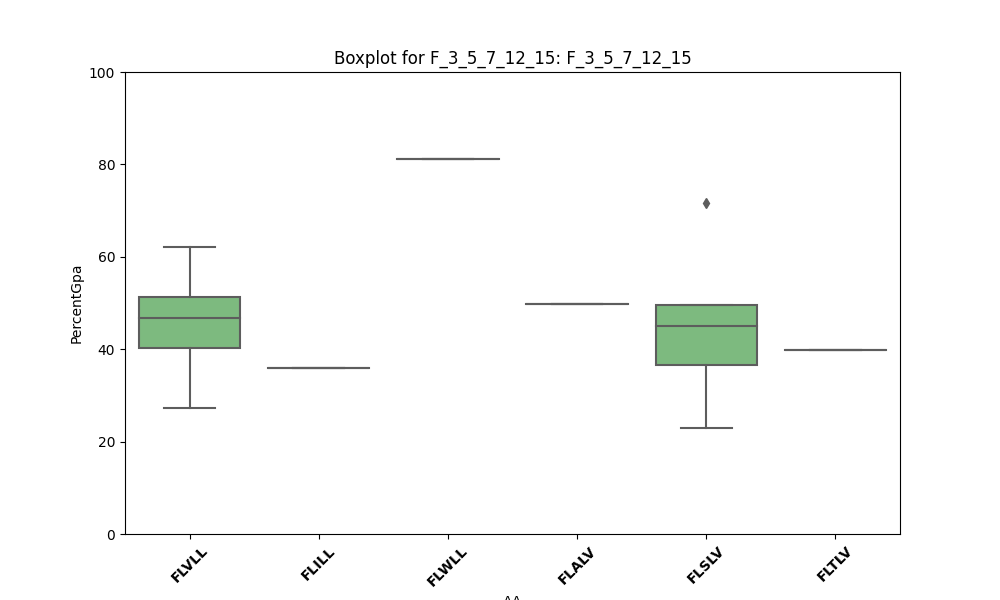 Boxplot for F_3_5_7_12_15: F_3_5_7_12_15
PercentGpa
100
80
60
40
20
0
FLVLL
FLILL
FLWLL
FLALV
FLSLV
FLTLV